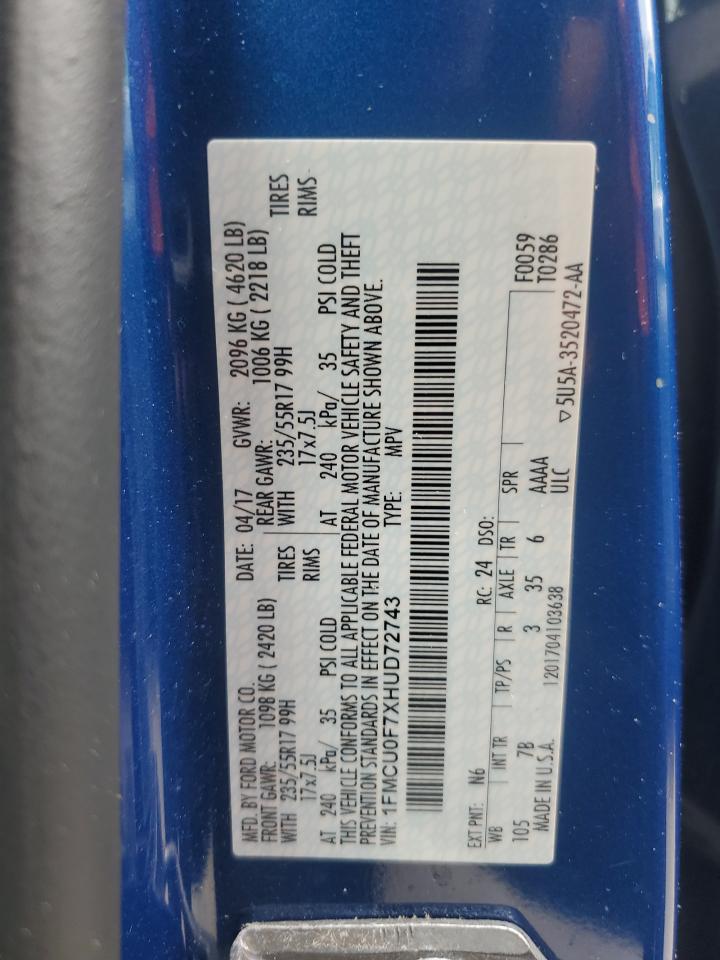 MFD. BY FORD MOTOR CO.
DATE: 04/17 GVWR: 2096 KG ( 4620 LB)
FRONT GAWR: 1098 KG ( 2420 LB)
REAR GAWR: 1006 KG ( 2218 LB)
WITH 235/55R17 99H TIRES WITH 235/55R17 99H TIRES
17x7.5J RIMS 17x7.5J RIMS
AT 240 kPa/ 35 PSI COLD AT 240 kPa/ 35 PSI COLD
THIS VEHICLE CONFORMS TO ALL APPLICABLE FEDERAL MOTOR VEHICLE SAFETY AND THEFT
PREVENTION STANDARDS IN EFFECT ON THE DATE OF MANUFACTURE SHOWN ABOVE.
VIN: 1FMCU0F7XHUD72743 TYPE: MPV
EXT PNT: N6 RC: 24 DSO:
WB INT TR TP/PS R AXLE TR SPR F0059
105 7B 3 35 6 AAAA T0286
MADE IN U.S.A. 1201704103638 ULC ▽5U5A-3520472-AA